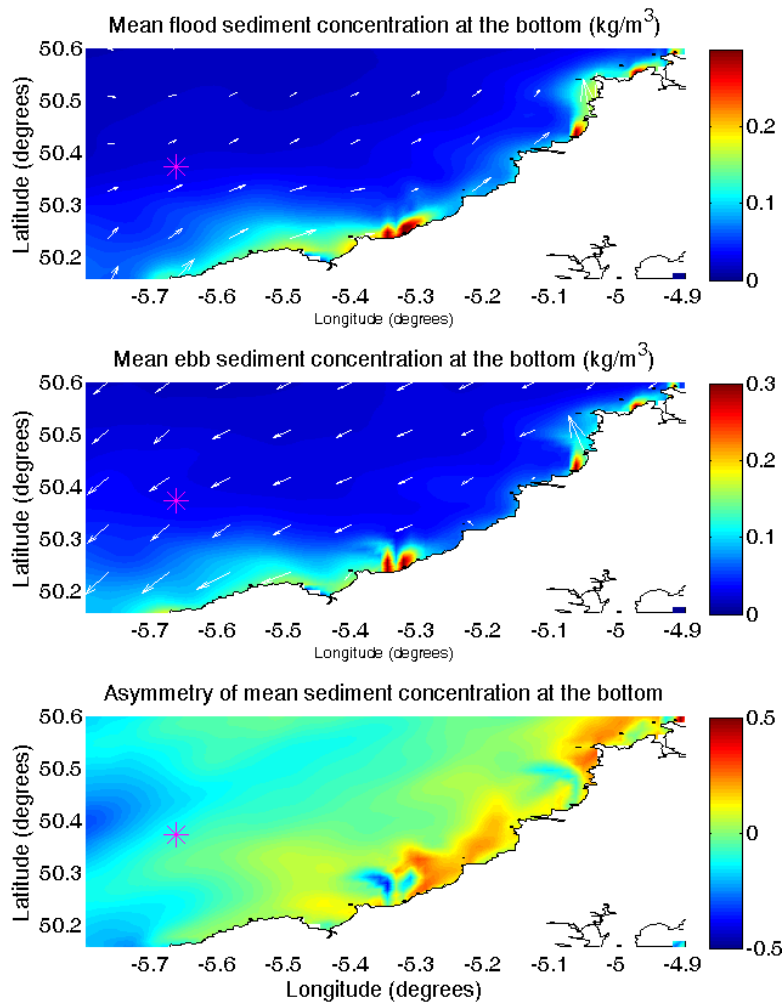 Mean flood sediment concentration at the bottom (kg/m³)
50.6
50.5
50.4
50.3
50.2
Latitude (degrees)
-5.7 -5.6 -5.5 -5.4 -5.3 -5.2 -5.1 -5 -4.9
Longitude (degrees)
0.2
0.1
0
Mean ebb sediment concentration at the bottom (kg/m³)
50.6
50.5
50.4
50.3
50.2
Latitude (degrees)
-5.7 -5.6 -5.5 -5.4 -5.3 -5.2 -5.1 -5 -4.9
Longitude (degrees)
0.3
0.2
0.1
0
Asymmetry of mean sediment concentration at the bottom
50.6
50.5
50.4
50.3
50.2
Latitude (degrees)
-5.7 -5.6 -5.5 -5.4 -5.3 -5.2 -5.1 -5 -4.9
Longitude (degrees)
0.5
0
-0.5